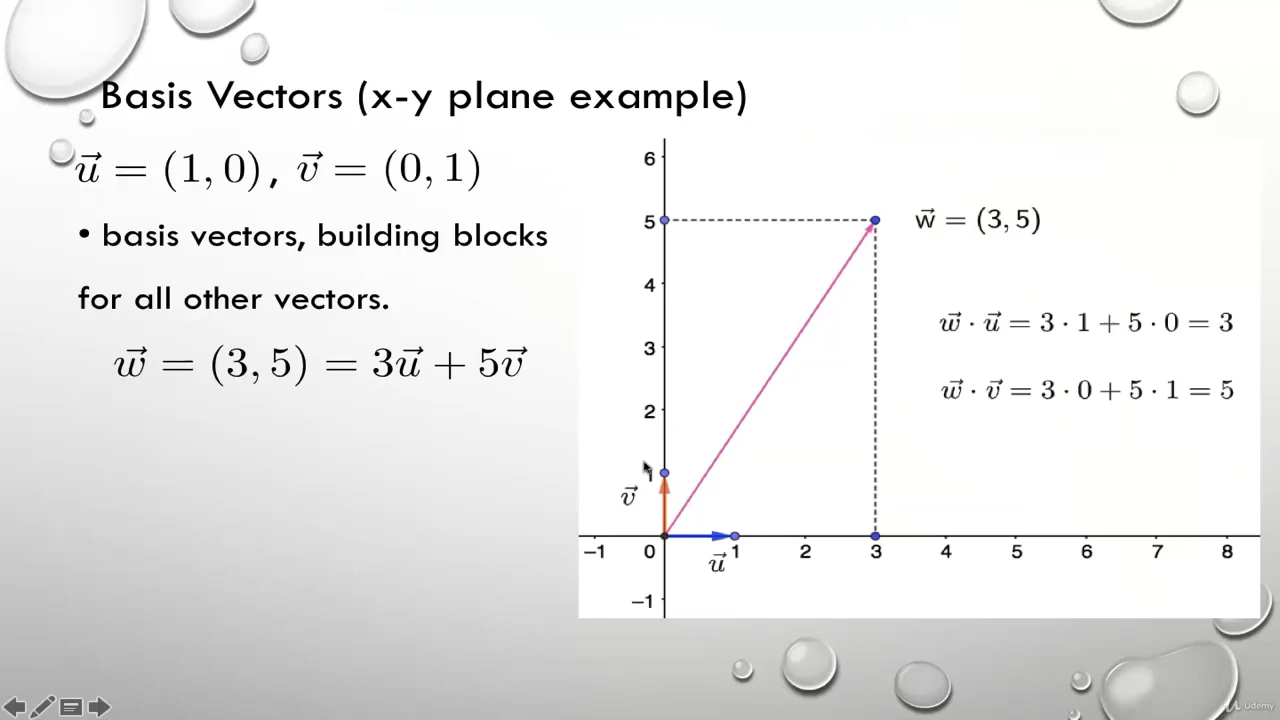 Basis Vectors (x-y plane example)
u⃗ = (1, 0), v⃗ = (0, 1)
• basis vectors, building blocks
for all other vectors.
w⃗ = (3, 5) = 3u⃗ + 5v⃗
6
5
4
3
2
1
v⃗
−1 0 1 2 3 4 5 6 7 8
u⃗
−1
w⃗ = (3, 5)
w⃗ · u⃗ = 3 · 1 + 5 · 0 = 3
w⃗ · v⃗ = 3 · 0 + 5 · 1 = 5
Udemy